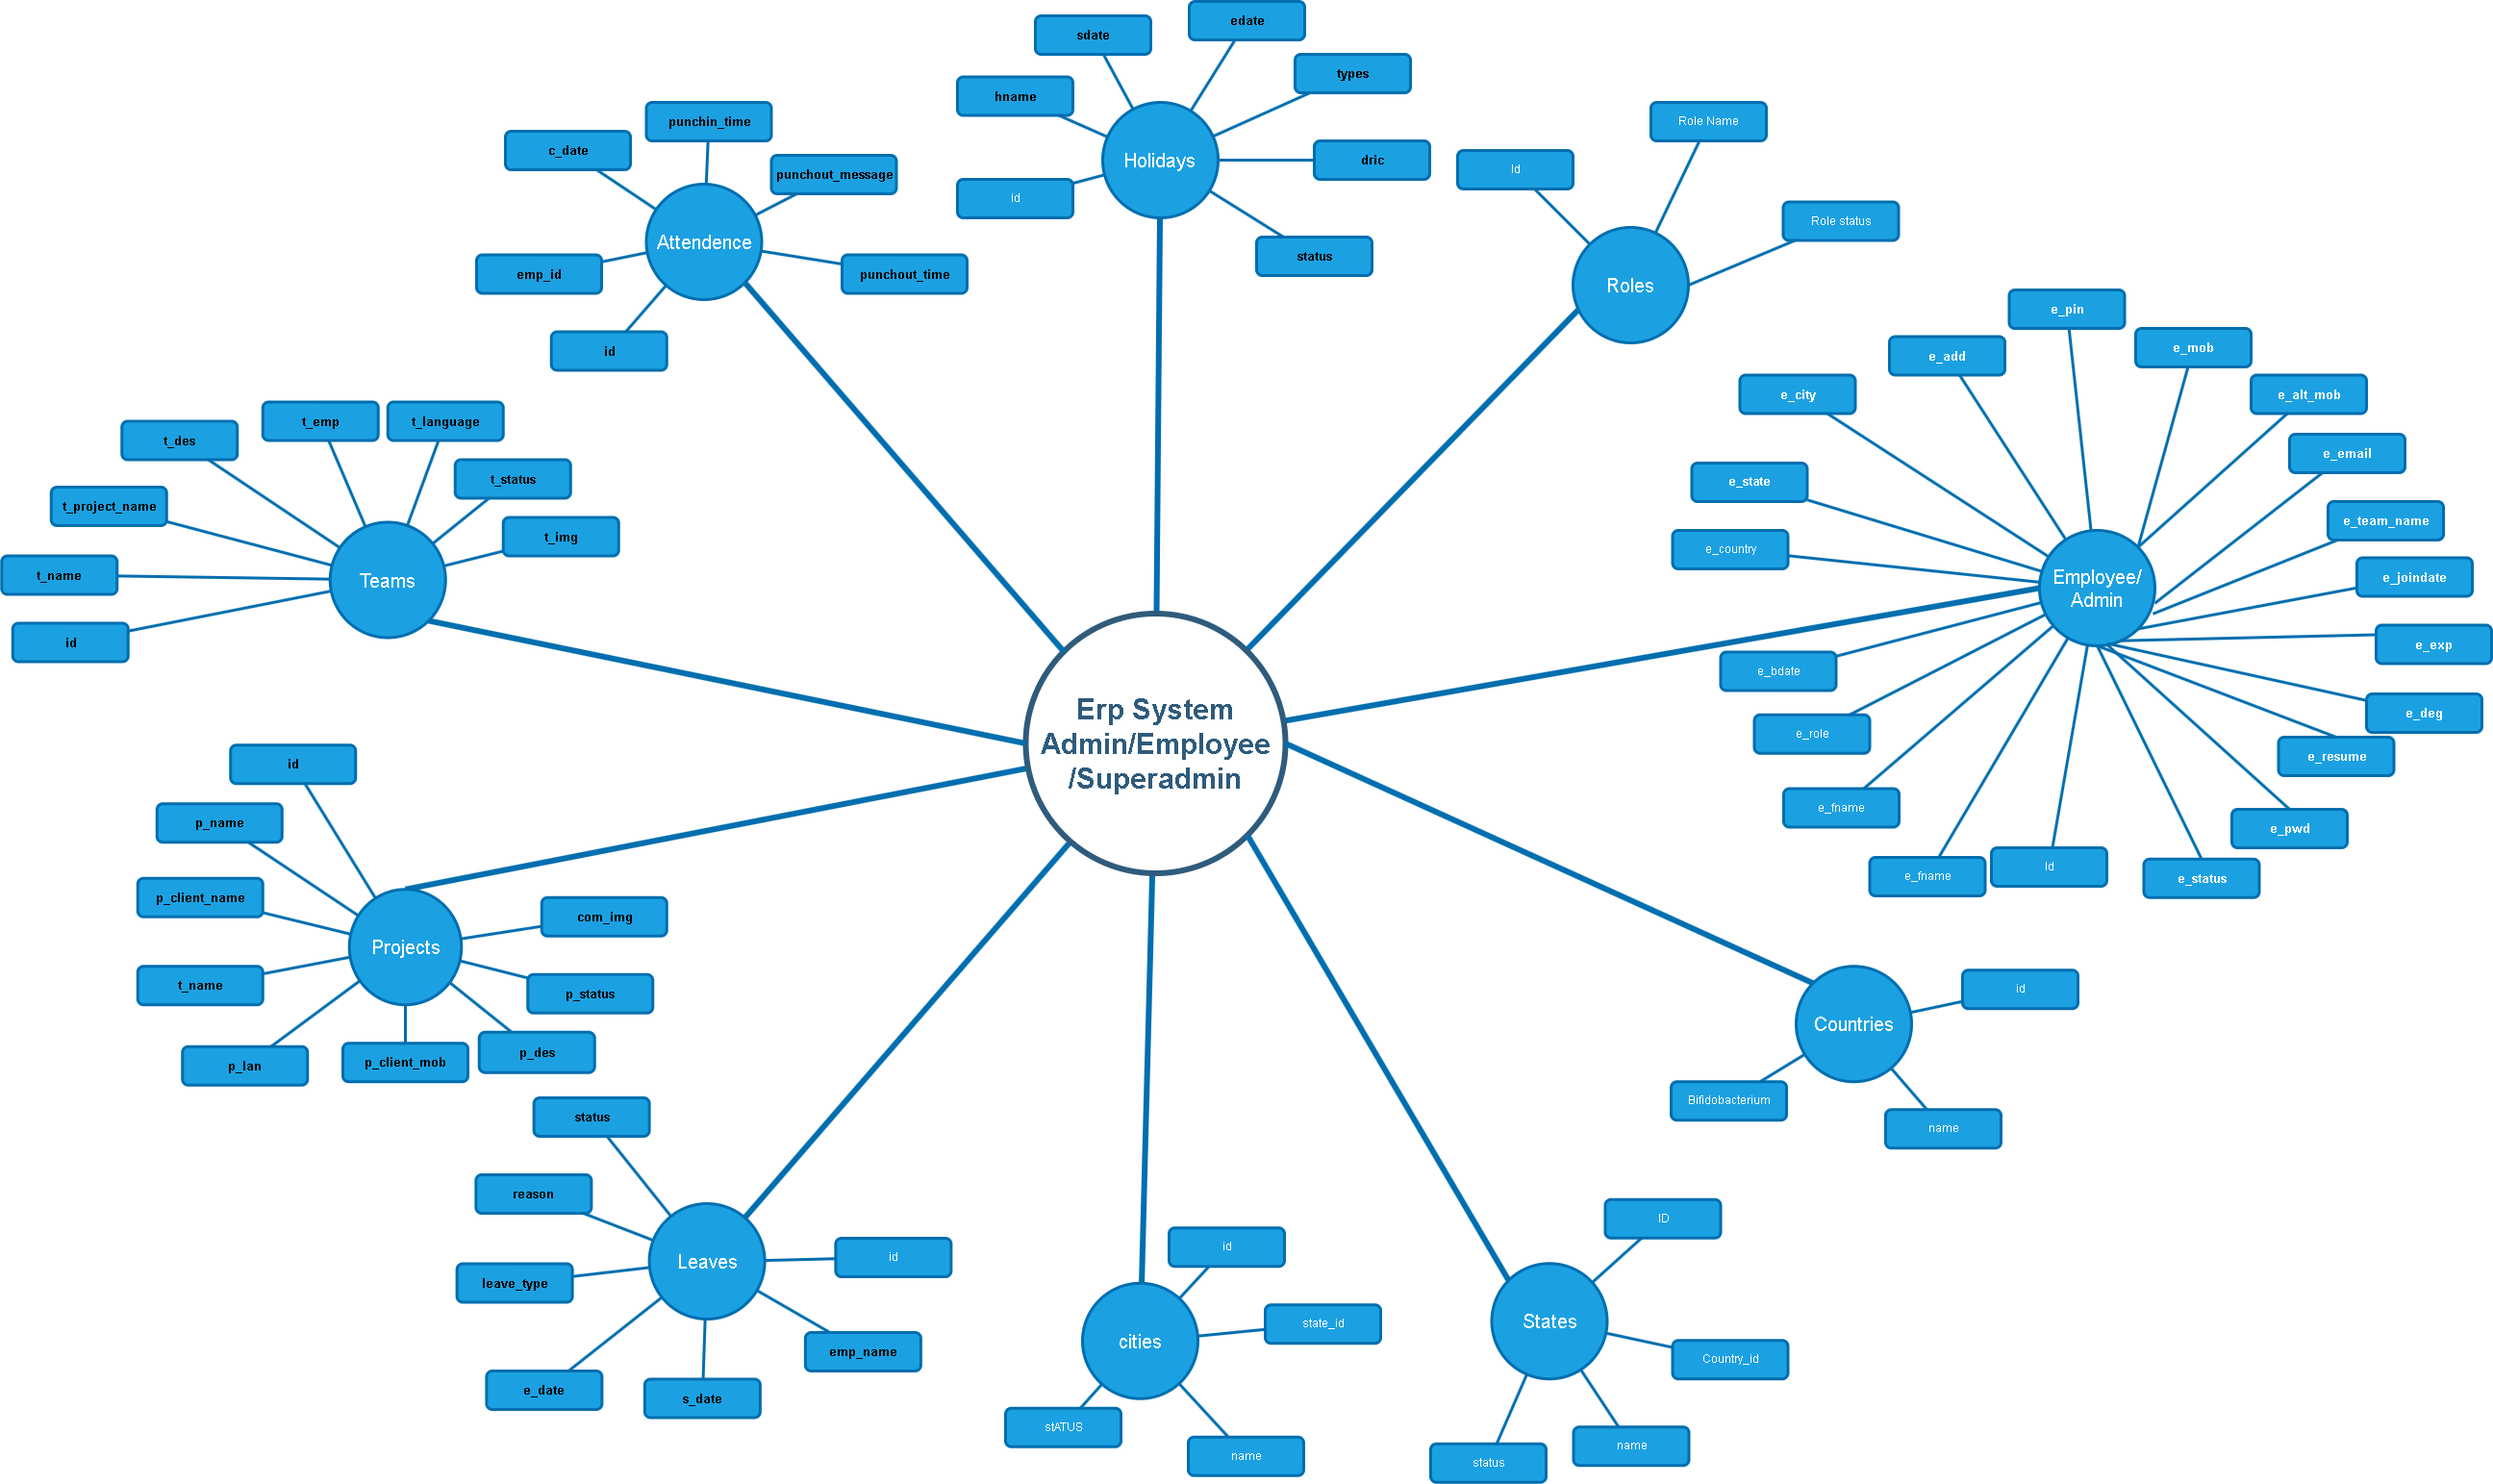 edate
sdate
types
hname
Holidays
dric
id
status
punchin_time
c_date
punchout_message
Attendence
emp_id
punchout_time
id
Role Name
Id
Role status
Roles
e_pin
e_add
e_mob
e_city
e_alt_mob
e_email
e_state
e_team_name
e_country
Employee/
Admin
e_joindate
e_exp
e_bdate
e_deg
e_role
e_resume
e_fname
e_pwd
e_fname
Id
e_status
t_emp
t_language
t_des
t_status
t_project_name
t_img
t_name
Teams
id
Erp System
Admin/Employee
/Superadmin
id
p_name
p_client_name
com_img
Projects
t_name
p_status
p_lan
p_client_mob
p_des
id
Countries
Bifidobacterium
name
status
reason
id
Leaves
leave_type
emp_name
e_date
s_date
id
state_id
cities
stATUS
name
ID
States
Country_id
name
status